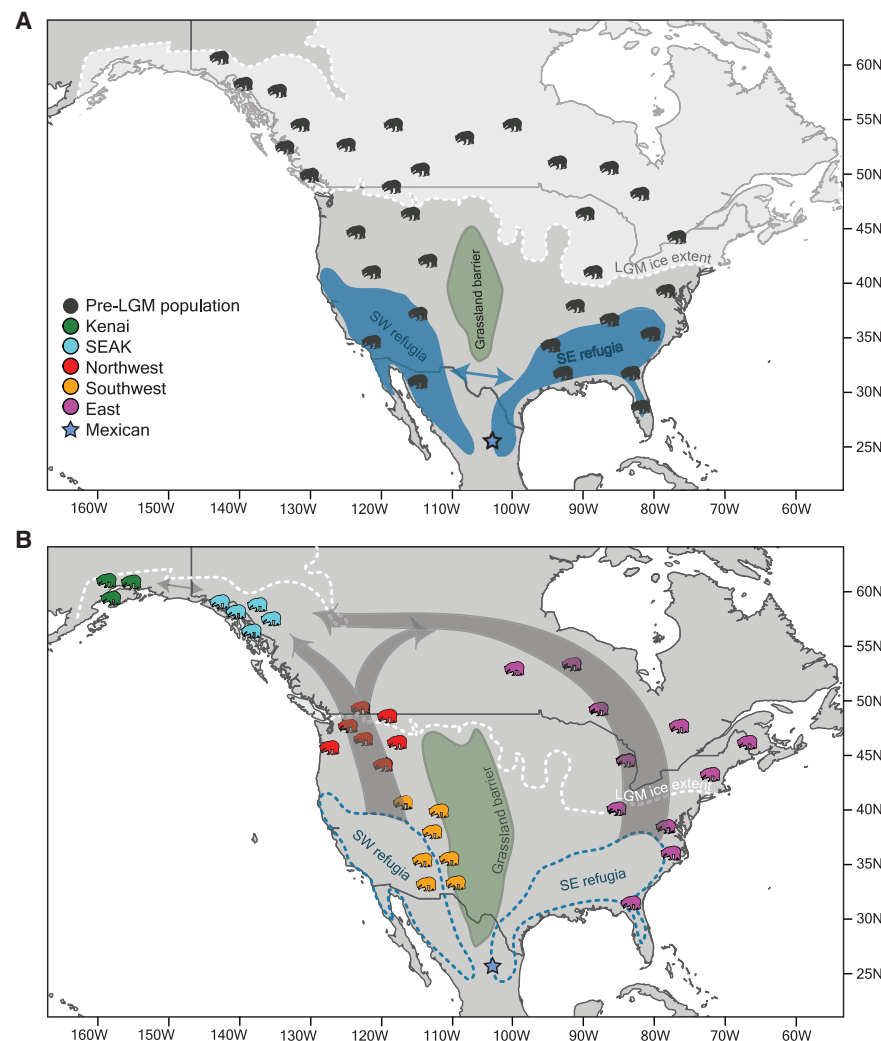 A
60N
55N
50N
45N
40N
35N
30N
25N
LGM ice extent
Grassland barrier
SW refugia
SE refugia
Pre-LGM population
Kenai
SEAK
Northwest
Southwest
East
Mexican
160W 150W 140W 130W 120W 110W 100W 90W 80W 70W 60W
B
60N
55N
50N
45N
40N
35N
30N
25N
LGM ice extent
Grassland barrier
SW refugia
SE refugia
160W 150W 140W 130W 120W 110W 100W 90W 80W 70W 60W